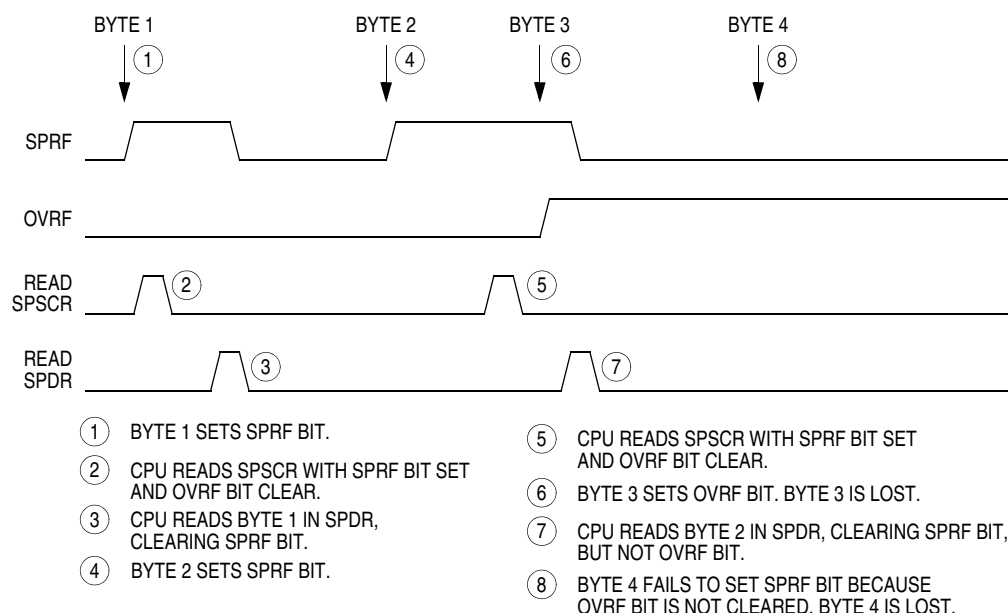 BYTE 1 BYTE 2 BYTE 3 BYTE 4
1 4 6 8
SPRF
OVRF
READ
SPSCR
2 5
READ
SPDR
3 7
1 BYTE 1 SETS SPRF BIT.
2 CPU READS SPSCR WITH SPRF BIT SET
AND OVRF BIT CLEAR.
3 CPU READS BYTE 1 IN SPDR,
CLEARING SPRF BIT.
4 BYTE 2 SETS SPRF BIT.
5 CPU READS SPSCR WITH SPRF BIT SET
AND OVRF BIT CLEAR.
6 BYTE 3 SETS OVRF BIT. BYTE 3 IS LOST.
7 CPU READS BYTE 2 IN SPDR, CLEARING SPRF BIT,
BUT NOT OVRF BIT.
8 BYTE 4 FAILS TO SET SPRF BIT BECAUSE
OVRF BIT IS NOT CLEARED. BYTE 4 IS LOST.